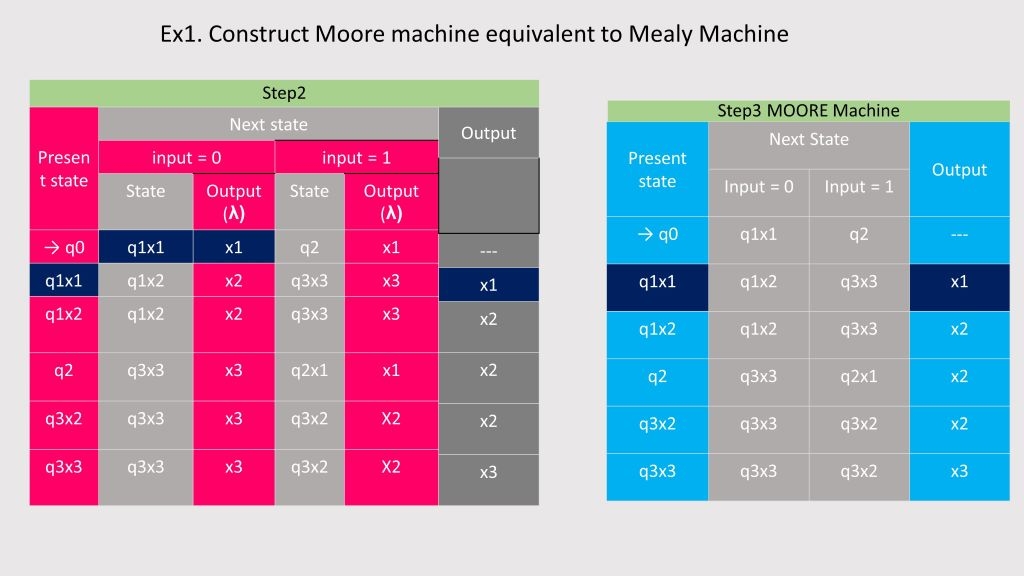 Ex1. Construct Moore machine equivalent to Mealy Machine
Step2
Presen
t state
Next state
Output
input = 0
input = 1
State
Output
(λ)
State
Output
(λ)
→ q0 q1x1 x1 q2 x1 ---
q1x1 q1x2 x2 q3x3 x3 x1
q1x2 q1x2 x2 q3x3 x3 x2
q2 q3x3 x3 q2x1 x1 x2
q3x2 q3x3 x3 q3x2 X2 x2
q3x3 q3x3 x3 q3x2 X2 x3
Step3 MOORE Machine
Present
state
Next State
Output
Input = 0 Input = 1
→ q0 q1x1 q2 ---
q1x1 q1x2 q3x3 x1
q1x2 q1x2 q3x3 x2
q2 q3x3 q2x1 x2
q3x2 q3x3 q3x2 x2
q3x3 q3x3 q3x2 x3